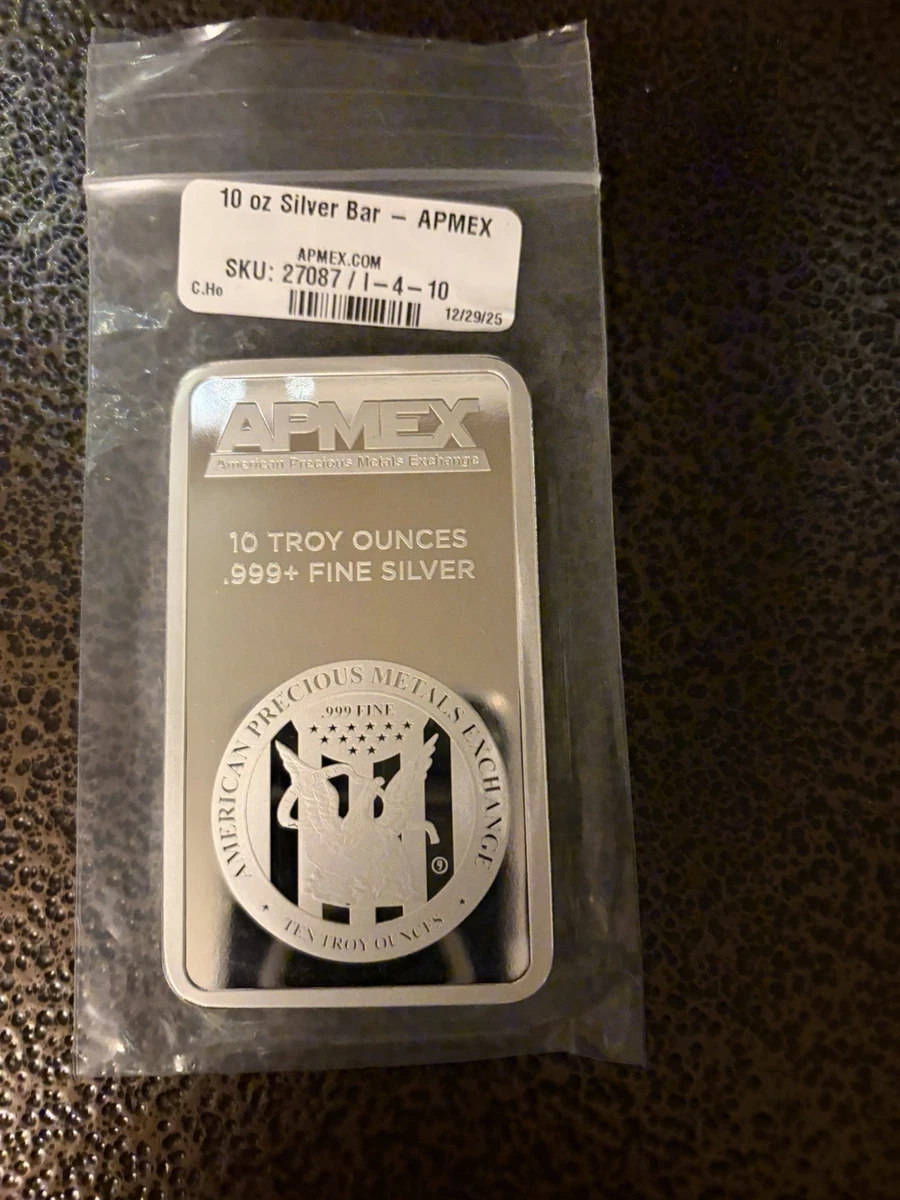 10 oz Silver Bar – APMEX
APMEX.COM
SKU: 27087 / I-4-10
C.Ho
12/29/25
APMEX
American Precious Metals Exchange
10 TROY OUNCES
.999+ FINE SILVER
AMERICAN PRECIOUS METALS EXCHANGE
.999 FINE
9
TEN TROY OUNCES